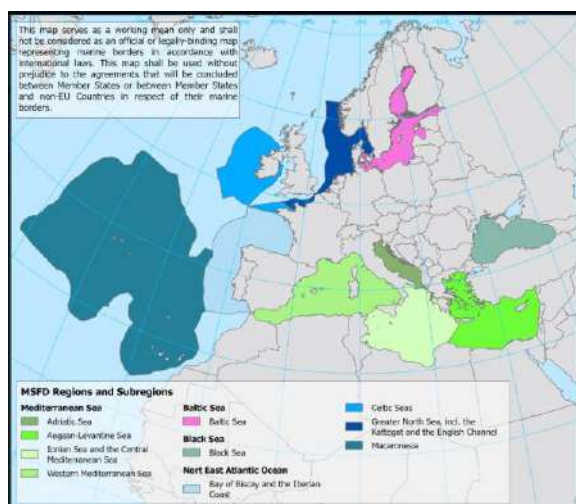 This map serves as a working mean only and shall
not be considered as an official or legally-binding map
representing marine borders in accordance with
international laws. This map shall be used without
prejudice to the agreements that will be concluded
between Member States or between Member States
and non-EU Countries in respect of their marine
borders.
MSFD Regions and Subregions
Mediterranean Sea
Adriatic Sea
Aegean-Levantine Sea
Ionian Sea and the Central
Mediterranean Sea
Western Mediterranean Sea
Baltic Sea
Baltic Sea
Black Sea
Black Sea
Nort East Atlantic Ocean
Bay of Biscay and the Iberian
Coast
Celtic Seas
Greater North Sea, incl. the
Kattegat and the English Channel
Macaronesia